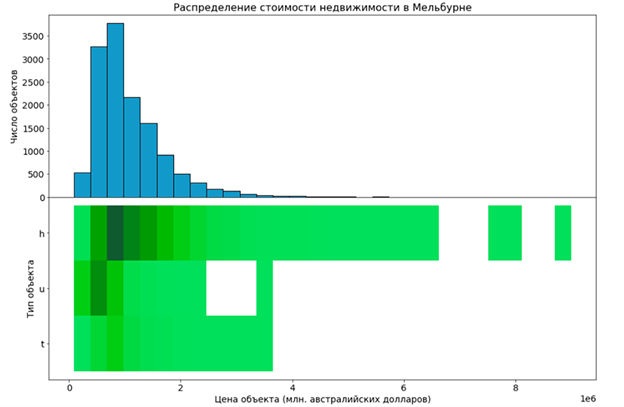 Распределение стоимости недвижимости в Мельбурне
Число объектов
3500
3000
2500
2000
1500
1000
500
0
Тип объекта
h
u
t
0 2 4 6 8
1e6
Цена объекта (млн. австралийских долларов)